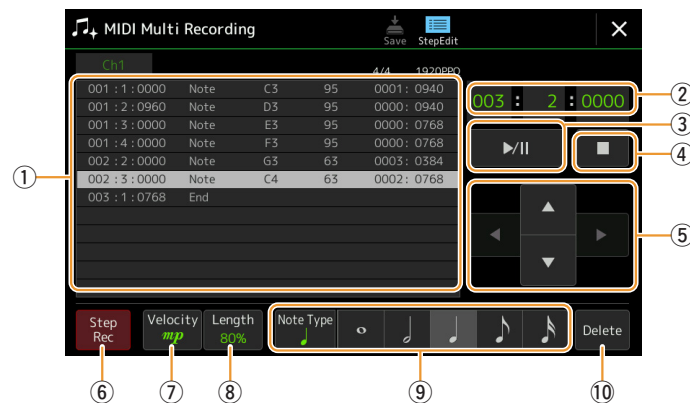 MIDI Multi Recording
Save StepEdit
Ch1 4/4 1920PPQ
001 : 1 : 0000 Note C3 95 0001: 0940
001 : 2 : 0960 Note D3 95 0000: 0940
001 : 3 : 0000 Note E3 95 0000: 0768
001 : 4 : 0000 Note F3 95 0000: 0768
002 : 2 : 0000 Note G3 63 0003: 0384
002 : 3 : 0000 Note C4 63 0002: 0768
003 : 1 : 0768 End
003 : 2 : 0000
①
②
③
④
⑤
Step Rec
Velocity mp
Length 80%
Note Type
Delete
⑥ ⑦ ⑧ ⑨ ⑩